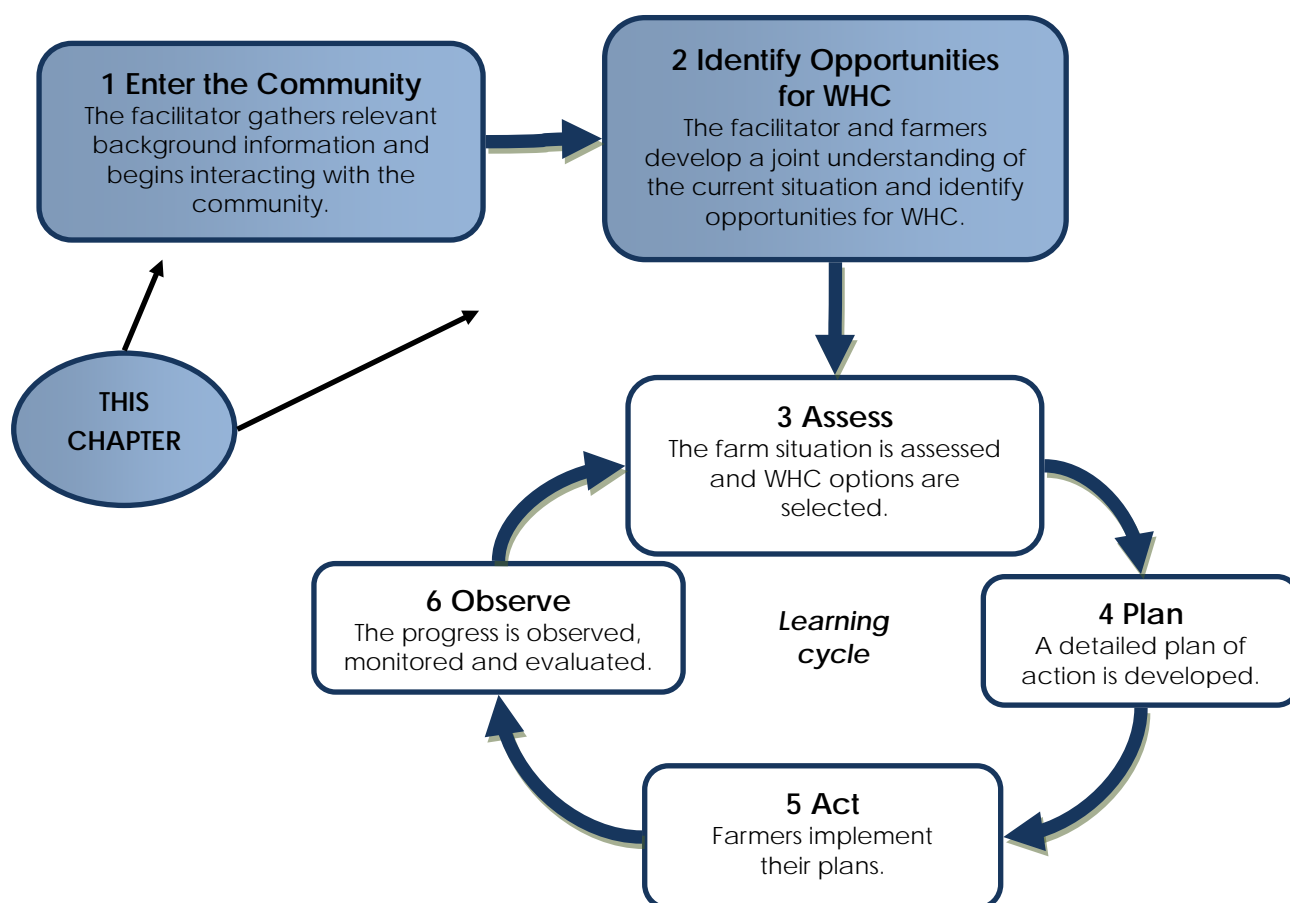 1 Enter the Community
The facilitator gathers relevant
background information and
begins interacting with the
community.
2 Identify Opportunities
for WHC
The facilitator and farmers
develop a joint understanding of
the current situation and identify
opportunities for WHC.
THIS
CHAPTER
3 Assess
The farm situation is assessed
and WHC options are
selected.
4 Plan
A detailed plan of
action is developed.
5 Act
Farmers implement
their plans.
6 Observe
The progress is observed,
monitored and evaluated.
Learning
cycle